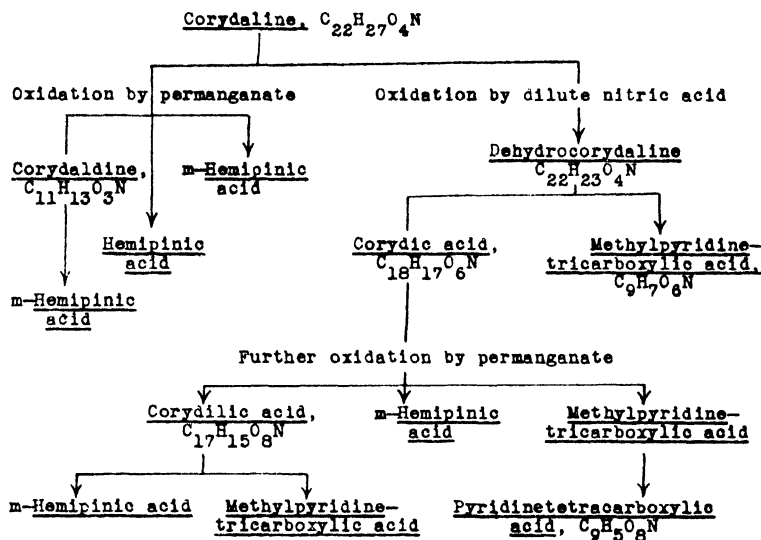 Corydaline, C22H27O4N
Oxidation by permanganate
Oxidation by dilute nitric acid
Corydaldine,
C11H13O3N
m-Hemipinic
acid
Dehydrocorydaline
C22H23O4N
Hemipinic
acid
Corydic acid,
C18H17O6N
Methylpyridine-
tricarboxylic acid,
C9H7O6N
m-Hemipinic
acid
Further oxidation by permanganate
Corydilic acid,
C17H15O8N
m-Hemipinic
acid
Methylpyridine-
tricarboxylic acid
m-Hemipinic acid
Methylpyridine-
tricarboxylic acid
Pyridinetetracarboxylic
acid, C9H5O8N